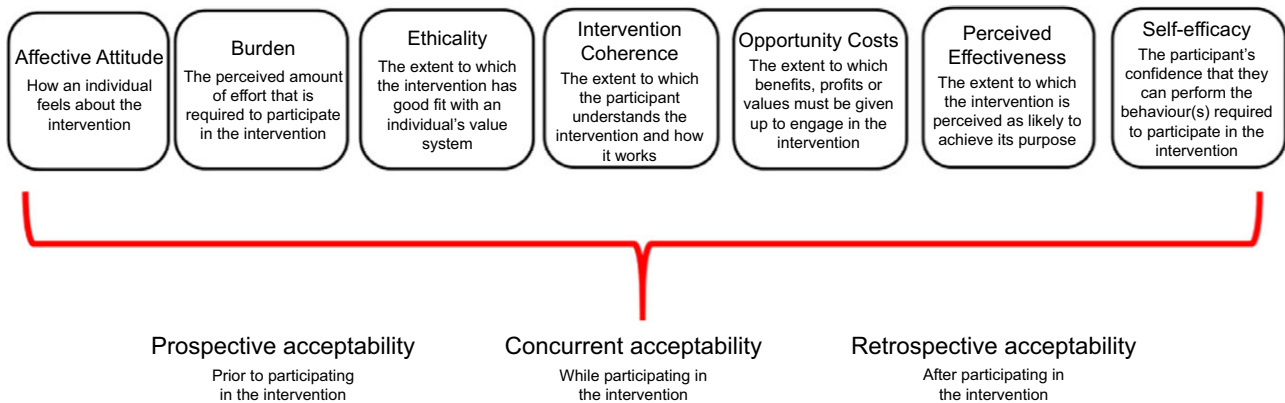 Affective Attitude
How an individual
feels about the
intervention
Burden
The perceived amount
of effort that is
required to participate
in the intervention
Ethicality
The extent to which
the intervention has
good fit with an
individual's value
system
Intervention
Coherence
The extent to which
the participant
understands the
intervention and how
it works
Opportunity Costs
The extent to which
benefits, profits or
values must be given
up to engage in the
intervention
Perceived
Effectiveness
The extent to which
the intervention is
perceived as likely to
achieve its purpose
Self-efficacy
The participant's
confidence that they
can perform the
behaviour(s) required
to participate in the
intervention
Prospective acceptability
Prior to participating
in the intervention
Concurrent acceptability
While participating in
the intervention
Retrospective acceptability
After participating in
the intervention